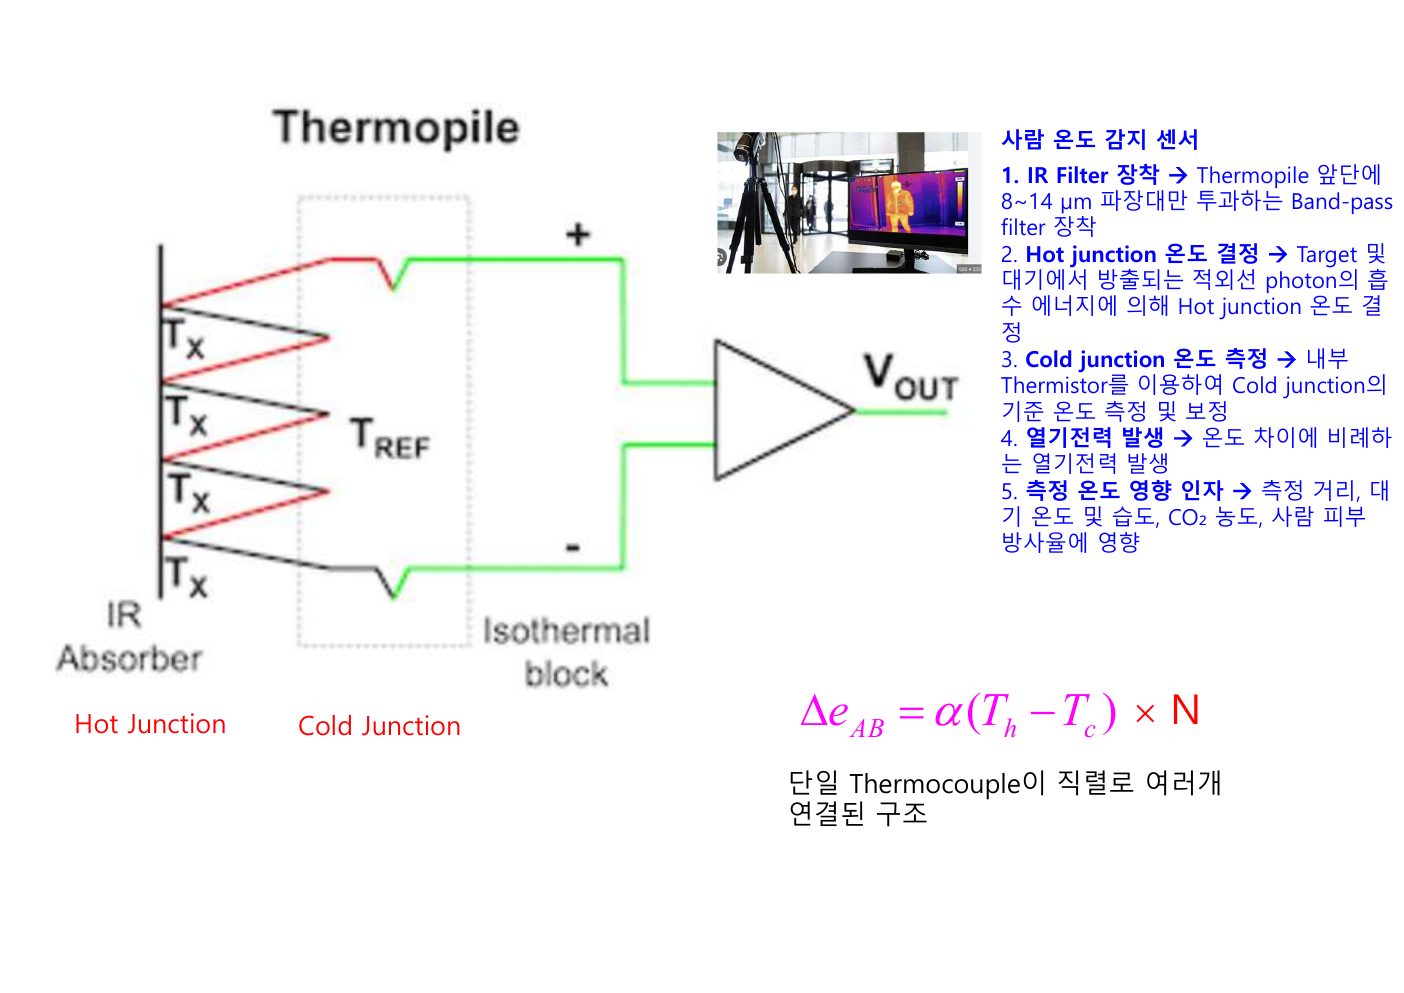 Thermopile
+
TX
TX
TX
TX
TREF
-
VOUT
IR
Absorber
Isothermal
block
Hot Junction
Cold Junction
사람 온도 감지 센서
1. IR Filter 장착 → Thermopile 앞단에
8~14 μm 파장대만 투과하는 Band-pass
filter 장착
2. Hot junction 온도 결정 → Target 및
대기에서 방출되는 적외선 photon의 흡
수 에너지에 의해 Hot junction 온도 결
정
3. Cold junction 온도 측정 → 내부
Thermistor를 이용하여 Cold junction의
기준 온도 측정 및 보정
4. 열기전력 발생 → 온도 차이에 비례하
는 열기전력 발생
5. 측정 온도 영향 인자 → 측정 거리, 대
기 온도 및 습도, CO₂ 농도, 사람 피부
방사율에 영향
Δe_AB = α(T_h − T_c) × N
단일 Thermocouple이 직렬로 여러개
연결된 구조